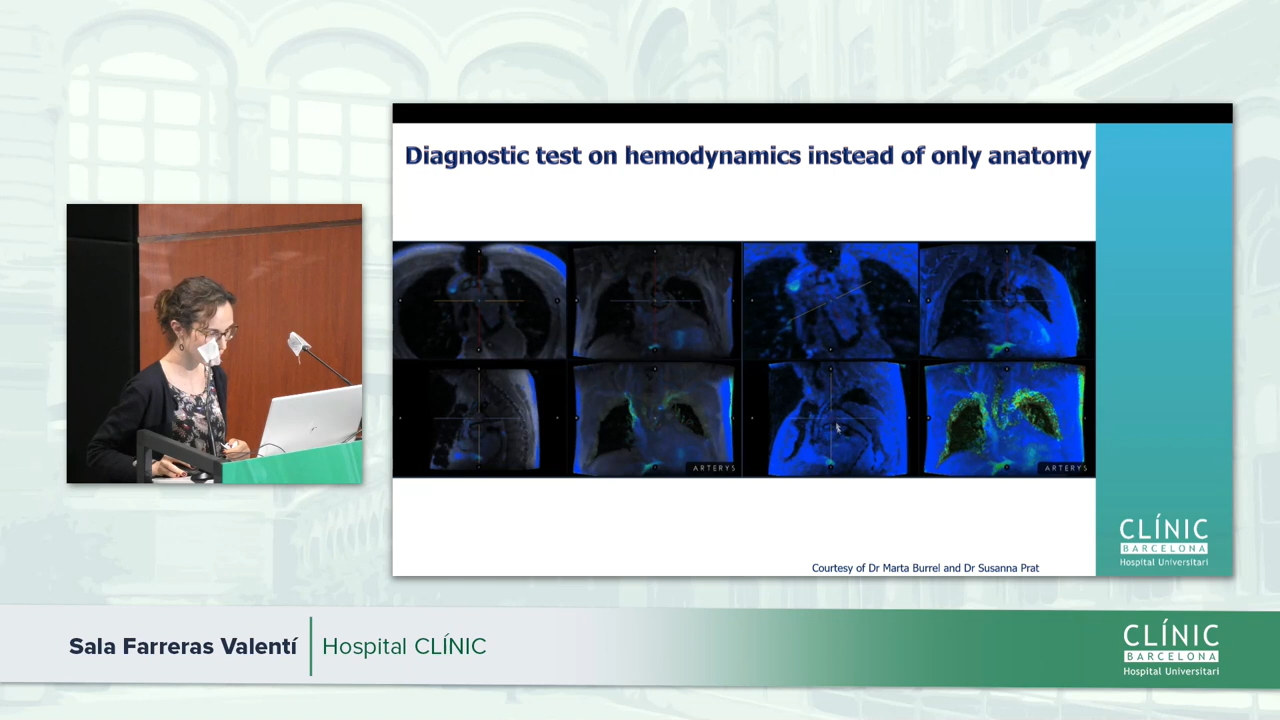 Diagnostic test on hemodynamics instead of only anatomy
ARTERYS
ARTERYS
Courtesy of Dr Marta Burrel and Dr Susanna Prat
CLÍNIC
BARCELONA
Hospital Universitari
Sala Farreras Valentí
Hospital CLÍNIC
CLÍNIC
BARCELONA
Hospital Universitari